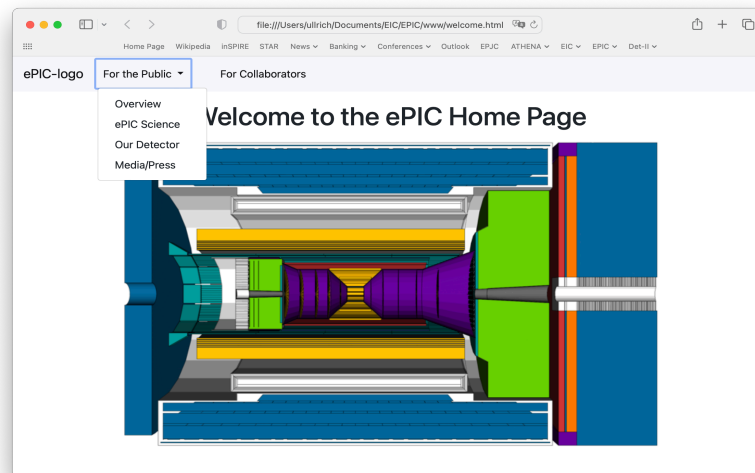 file:///Users/ullrich/Documents/EIC/EPIC/www/welcome.html
Home Page Wikipedia inSPIRE STAR News Banking Conferences Outlook EPJC ATHENA EIC EPIC Det-II
ePIC-logo For the Public For Collaborators
Overview
ePIC Science
Our Detector
Media/Press
Welcome to the ePIC Home Page